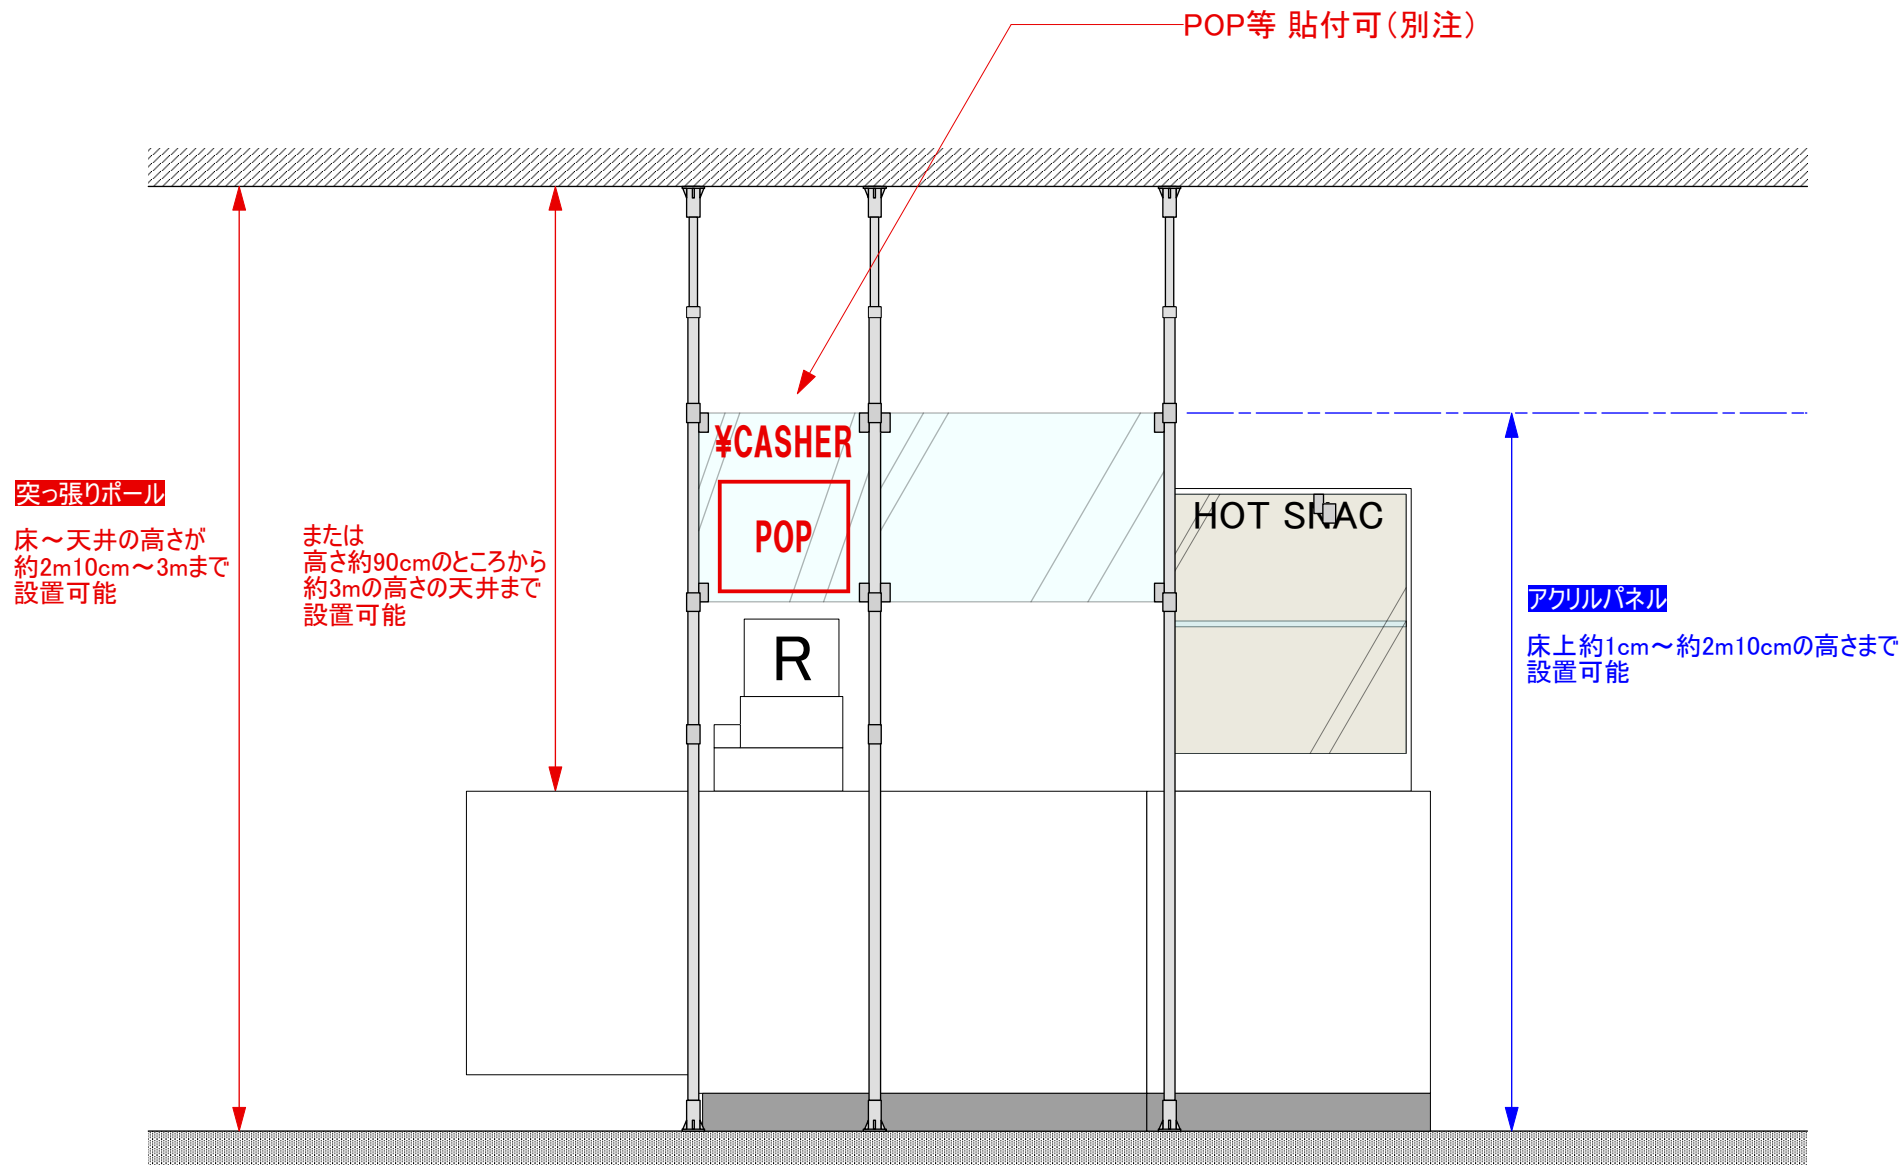 POP等 貼付可（別注）
¥CASHER
POP
HOT SNAC
R
突っ張りポール
床～天井の高さが
約2m10cm～3mまで
設置可能
または
高さ約90cmのところから
約3mの高さの天井まで
設置可能
アクリルパネル
床上約1cm～約2m10cmの高さまで
設置可能